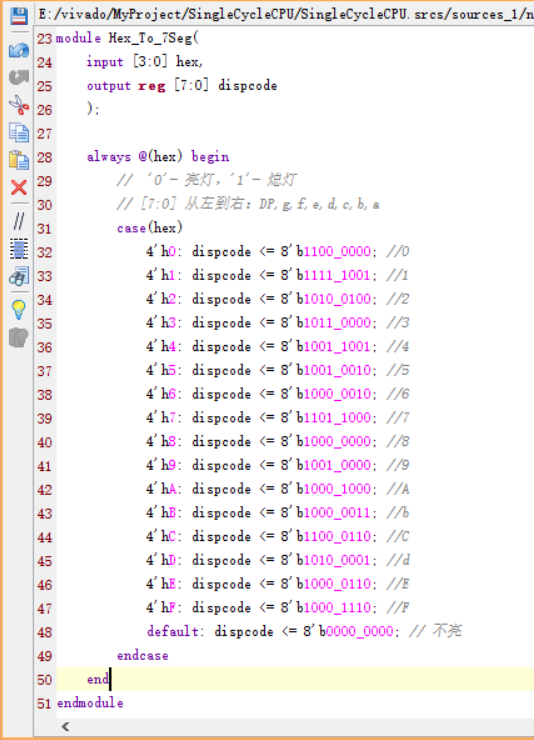 E:/vivado/MyProject/SingleCycleCPU/SingleCycleCPU.srcs/sources_1/n
23 module Hex_To_7Seg(
24 input [3:0] hex,
25 output reg [7:0] dispcode
26 );
27
28 always @(hex) begin
29 // '0'- 亮灯，'1'- 熄灯
30 // [7:0] 从左到右：DP,g,f,e,d,c,b,a
31 case(hex)
32 4'h0: dispcode <= 8'b1100_0000; //0
33 4'h1: dispcode <= 8'b1111_1001; //1
34 4'h2: dispcode <= 8'b1010_0100; //2
35 4'h3: dispcode <= 8'b1011_0000; //3
36 4'h4: dispcode <= 8'b1001_1001; //4
37 4'h5: dispcode <= 8'b1001_0010; //5
38 4'h6: dispcode <= 8'b1000_0010; //6
39 4'h7: dispcode <= 8'b1101_1000; //7
40 4'h8: dispcode <= 8'b1000_0000; //8
41 4'h9: dispcode <= 8'b1001_0000; //9
42 4'hA: dispcode <= 8'b1000_1000; //A
43 4'hB: dispcode <= 8'b1000_0011; //b
44 4'hC: dispcode <= 8'b1100_0110; //C
45 4'hD: dispcode <= 8'b1010_0001; //d
46 4'hE: dispcode <= 8'b1000_0110; //E
47 4'hF: dispcode <= 8'b1000_1110; //F
48 default: dispcode <= 8'b0000_0000; // 不亮
49 endcase
50 end
51 endmodule